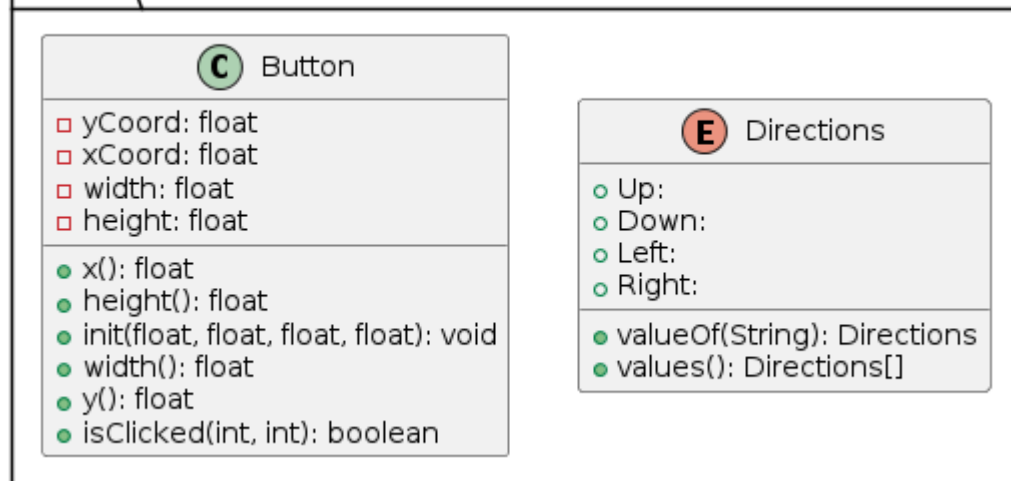 C Button
yCoord: float
xCoord: float
width: float
height: float
x(): float
height(): float
init(float, float, float, float): void
width(): float
y(): float
isClicked(int, int): boolean
E Directions
Up:
Down:
Left:
Right:
valueOf(String): Directions
values(): Directions[]